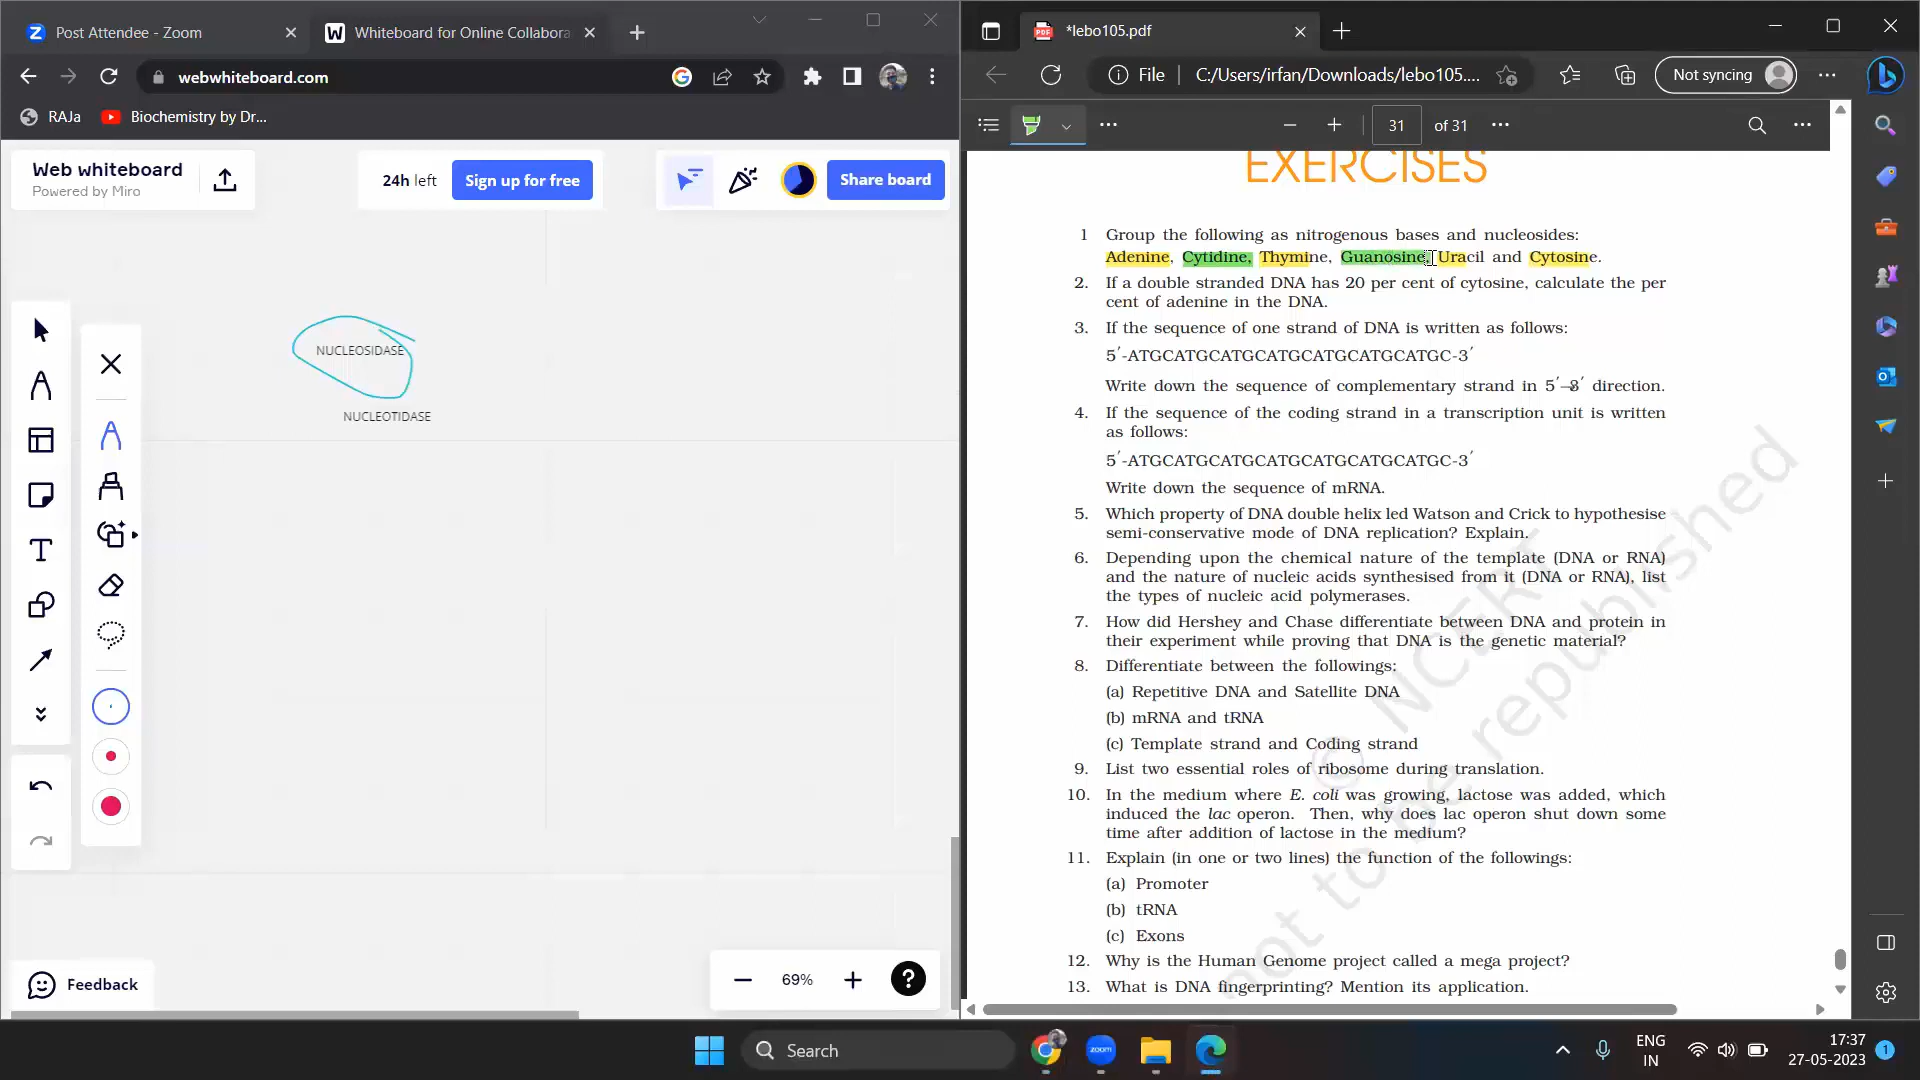 Post Attendee - Zoom
Whiteboard for Online Collabora
*lebo105.pdf
webwhiteboard.com
File C:/Users/irfan/Downloads/lebo105....
Not syncing
RAJa
Biochemistry by Dr...
31 of 31
Web whiteboard
Powered by Miro
24h left
Sign up for free
Share board
NUCLEOSIDASE
NUCLEOTIDASE
69%
Feedback
EXERCISES
1 Group the following as nitrogenous bases and nucleosides:
Adenine, Cytidine, Thymine, Guanosine, Uracil and Cytosine.
2. If a double stranded DNA has 20 per cent of cytosine, calculate the per
cent of adenine in the DNA.
3. If the sequence of one strand of DNA is written as follows:
5′-ATGCATGCATGCATGCATGCATGCATGC-3′
Write down the sequence of complementary strand in 5′→3′ direction.
4. If the sequence of the coding strand in a transcription unit is written
as follows:
5′-ATGCATGCATGCATGCATGCATGCATGC-3′
Write down the sequence of mRNA.
5. Which property of DNA double helix led Watson and Crick to hypothesise
semi-conservative mode of DNA replication? Explain.
6. Depending upon the chemical nature of the template (DNA or RNA)
and the nature of nucleic acids synthesised from it (DNA or RNA), list
the types of nucleic acid polymerases.
7. How did Hershey and Chase differentiate between DNA and protein in
their experiment while proving that DNA is the genetic material?
8. Differentiate between the followings:
(a) Repetitive DNA and Satellite DNA
(b) mRNA and tRNA
(c) Template strand and Coding strand
9. List two essential roles of ribosome during translation.
10. In the medium where E. coli was growing, lactose was added, which
induced the lac operon. Then, why does lac operon shut down some
time after addition of lactose in the medium?
11. Explain (in one or two lines) the function of the followings:
(a) Promoter
(b) tRNA
(c) Exons
12. Why is the Human Genome project called a mega project?
13. What is DNA fingerprinting? Mention its application.
© NCERT
not to be republished
Search
zoom
ENG
IN
17:37
27-05-2023
1